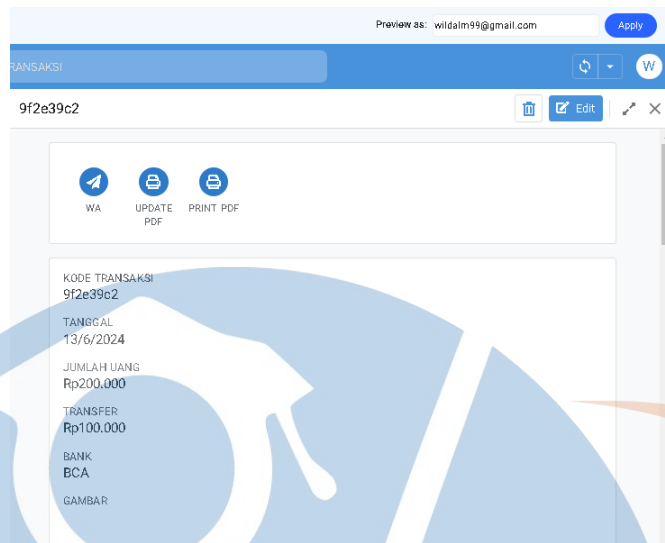 Preview as: wildalm99@gmail.com Apply
TRANSAKSI W
9f2e39c2 Edit
WA UPDATE PDF PRINT PDF
KODE TRANSAKSI
9f2e39c2
TANGGAL
13/6/2024
JUMLAH UANG
Rp200.000
TRANSFER
Rp100.000
BANK
BCA
GAMBAR